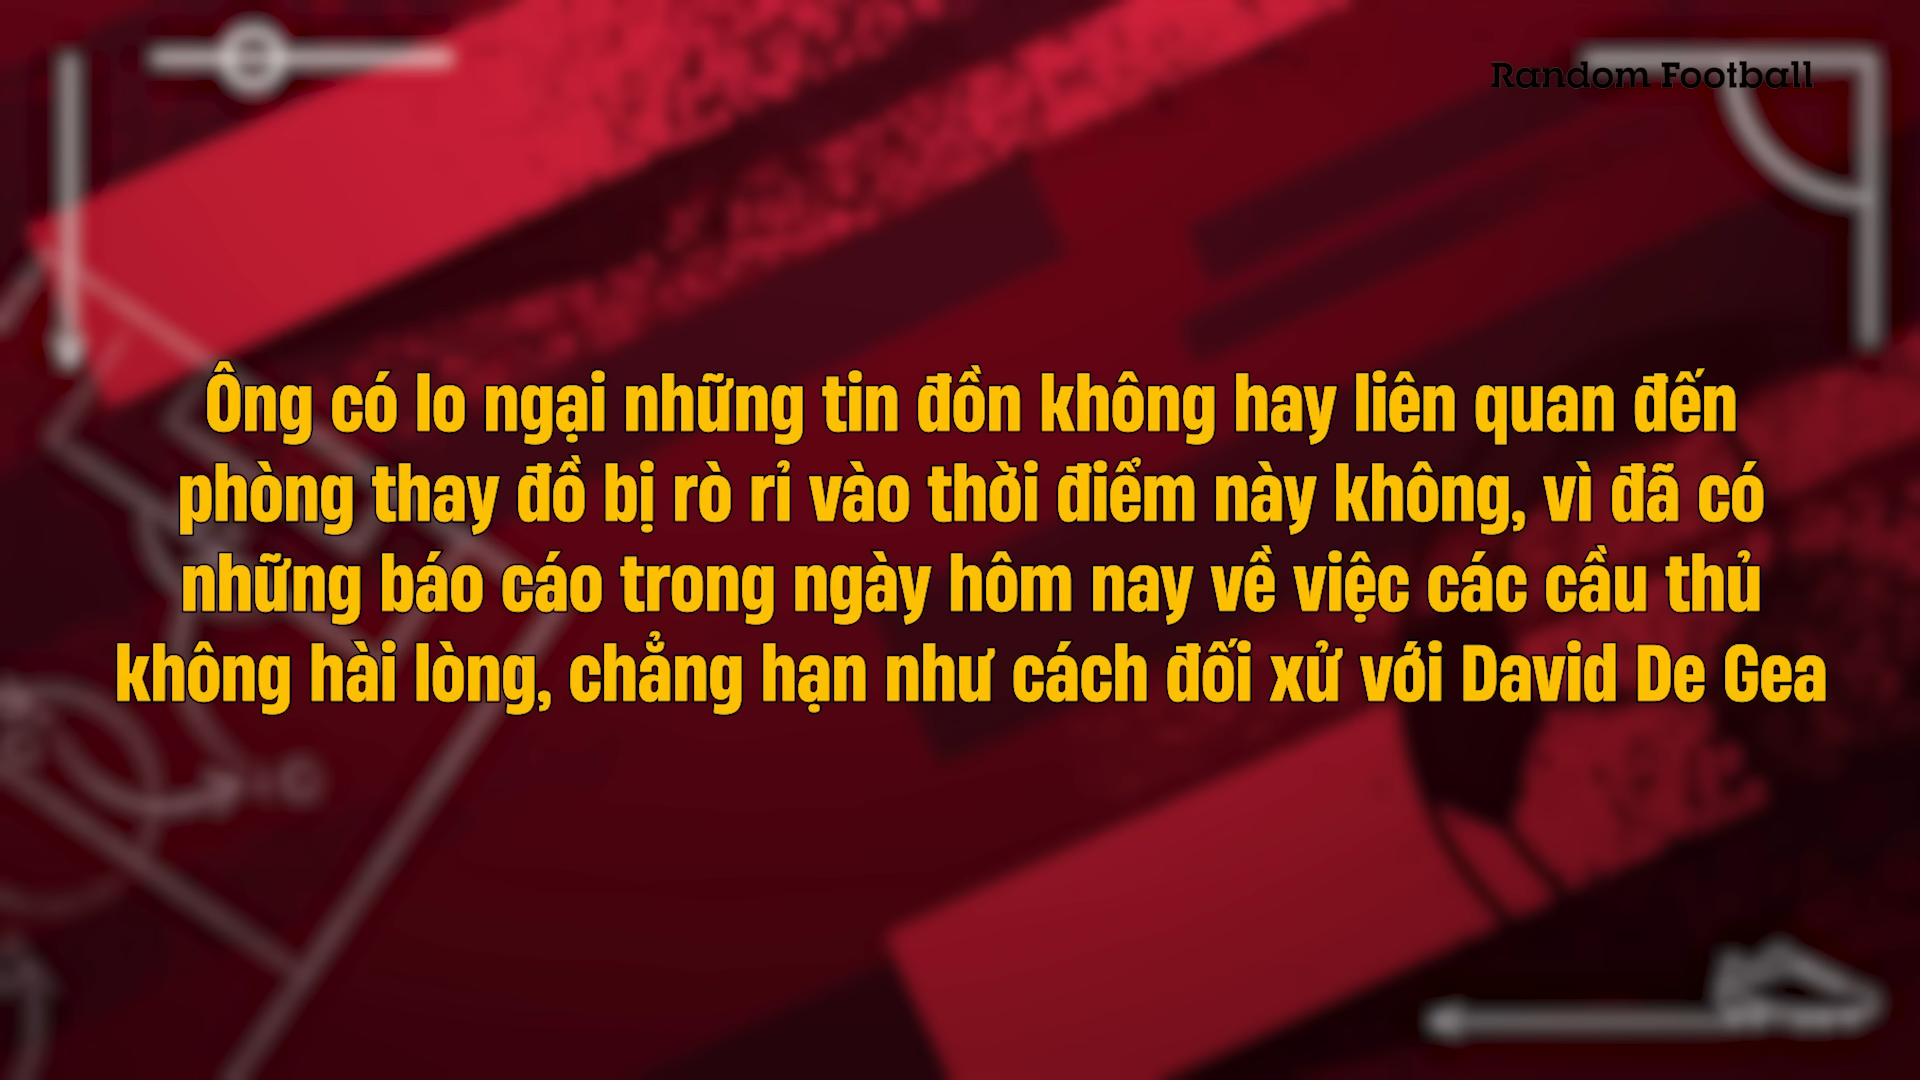 Random Football
Ông có lo ngại những tin đồn không hay liên quan đến
phòng thay đồ bị rò rỉ vào thời điểm này không, vì đã có
những báo cáo trong ngày hôm nay về việc các cầu thủ
không hài lòng, chẳng hạn như cách đối xử với David De Gea